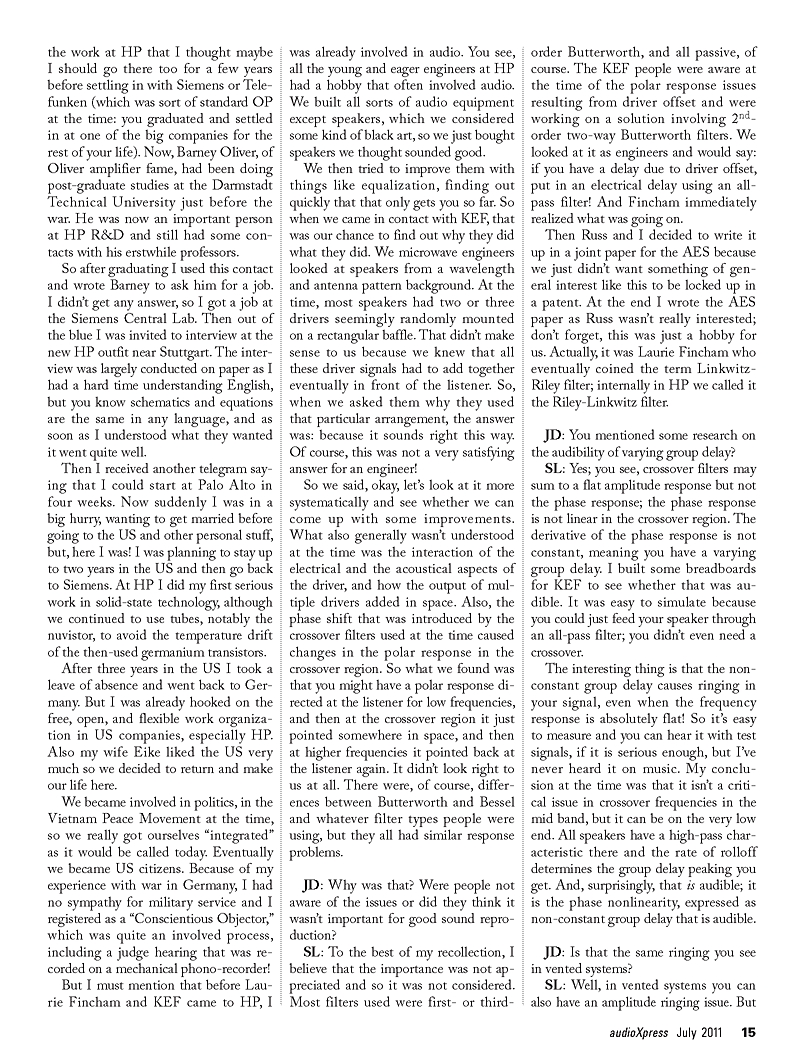 the work at HP that I thought maybe
I should go there too for a few years
before settling in with Siemens or Tele-
funken (which was sort of standard OP
at the time: you graduated and settled
in at one of the big companies for the
rest of your life). Now, Barney Oliver, of
Oliver amplifier fame, had been doing
post-graduate studies at the Darmstadt
Technical University just before the
war. He was now an important person
at HP R&D and still had some con-
tacts with his erstwhile professors.
So after graduating I used this contact
and wrote Barney to ask him for a job.
I didn't get any answer, so I got a job at
the Siemens Central Lab. Then out of
the blue I was invited to interview at the
new HP outfit near Stuttgart. The inter-
view was largely conducted on paper as I
had a hard time understanding English,
but you know schematics and equations
are the same in any language, and as
soon as I understood what they wanted
it went quite well.
Then I received another telegram say-
ing that I could start at Palo Alto in
four weeks. Now suddenly I was in a
big hurry, wanting to get married before
going to the US and other personal stuff,
but, here I was! I was planning to stay up
to two years in the US and then go back
to Siemens. At HP I did my first serious
work in solid-state technology, although
we continued to use tubes, notably the
nuvistor, to avoid the temperature drift
of the then-used germanium transistors.
After three years in the US I took a
leave of absence and went back to Ger-
many. But I was already hooked on the
free, open, and flexible work organiza-
tion in US companies, especially HP.
Also my wife Eike liked the US very
much so we decided to return and make
our life here.
We became involved in politics, in the
Vietnam Peace Movement at the time,
so we really got ourselves "integrated"
as it would be called today. Eventually
we became US citizens. Because of my
experience with war in Germany, I had
no sympathy for military service and I
registered as a "Conscientious Objector,"
which was quite an involved process,
including a judge hearing that was re-
corded on a mechanical phono-recorder!
But I must mention that before Lau-
rie Fincham and KEF came to HP, I
was already involved in audio. You see,
all the young and eager engineers at HP
had a hobby that often involved audio.
We built all sorts of audio equipment
except speakers, which we considered
some kind of black art, so we just bought
speakers we thought sounded good.
We then tried to improve them with
things like equalization, finding out
quickly that that only gets you so far. So
when we came in contact with KEF, that
was our chance to find out why they did
what they did. We microwave engineers
looked at speakers from a wavelength
and antenna pattern background. At the
time, most speakers had two or three
drivers seemingly randomly mounted
on a rectangular baffle. That didn't make
sense to us because we knew that all
these driver signals had to add together
eventually in front of the listener. So,
when we asked them why they used
that particular arrangement, the answer
was: because it sounds right this way.
Of course, this was not a very satisfying
answer for an engineer!
So we said, okay, let's look at it more
systematically and see whether we can
come up with some improvements.
What also generally wasn't understood
at the time was the interaction of the
electrical and the acoustical aspects of
the driver, and how the output of mul-
tiple drivers added in space. Also, the
phase shift that was introduced by the
crossover filters used at the time caused
changes in the polar response in the
crossover region. So what we found was
that you might have a polar response di-
rected at the listener for low frequencies,
and then at the crossover region it just
pointed somewhere in space, and then
at higher frequencies it pointed back at
the listener again. It didn't look right to
us at all. There were, of course, differ-
ences between Butterworth and Bessel
and whatever filter types people were
using, but they all had similar response
problems.
JD: Why was that? Were people not
aware of the issues or did they think it
wasn't important for good sound repro-
duction?
SL: To the best of my recollection, I
believe that the importance was not ap-
preciated and so it was not considered.
Most filters used were first- or third-
order Butterworth, and all passive, of
course. The KEF people were aware at
the time of the polar response issues
resulting from driver offset and were
working on a solution involving 2nd-
order two-way Butterworth filters. We
looked at it as engineers and would say:
if you have a delay due to driver offset,
put in an electrical delay using an all-
pass filter! And Fincham immediately
realized what was going on.
Then Russ and I decided to write it
up in a joint paper for the AES because
we just didn't want something of gen-
eral interest like this to be locked up in
a patent. At the end I wrote the AES
paper as Russ wasn't really interested;
don't forget, this was just a hobby for
us. Actually, it was Laurie Fincham who
eventually coined the term Linkwitz-
Riley filter; internally in HP we called it
the Riley-Linkwitz filter.
JD: You mentioned some research on
the audibility of varying group delay?
SL: Yes; you see, crossover filters may
sum to a flat amplitude response but not
the phase response; the phase response
is not linear in the crossover region. The
derivative of the phase response is not
constant, meaning you have a varying
group delay. I built some breadboards
for KEF to see whether that was au-
dible. It was easy to simulate because
you could just feed your speaker through
an all-pass filter; you didn't even need a
crossover.
The interesting thing is that the non-
constant group delay causes ringing in
your signal, even when the frequency
response is absolutely flat! So it's easy
to measure and you can hear it with test
signals, if it is serious enough, but I've
never heard it on music. My conclu-
sion at the time was that it isn't a criti-
cal issue in crossover frequencies in the
mid band, but it can be on the very low
end. All speakers have a high-pass char-
acteristic there and the rate of rolloff
determines the group delay peaking you
get. And, surprisingly, that is audible; it
is the phase nonlinearity, expressed as
non-constant group delay that is audible.
JD: Is that the same ringing you see
in vented systems?
SL: Well, in vented systems you can
also have an amplitude ringing issue. But
audioXpress July 2011 15